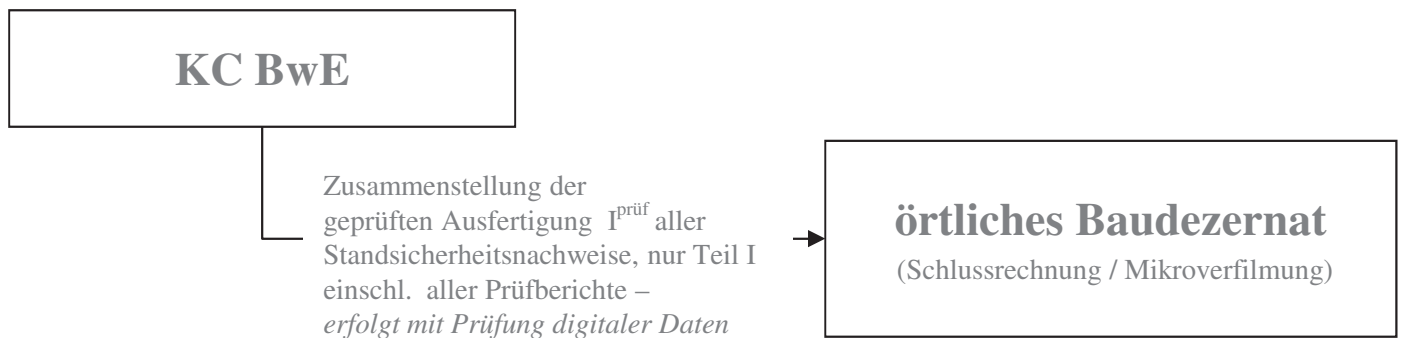 KC BwE
Zusammenstellung der
geprüften Ausfertigung I^prüf aller
Standsicherheitsnachweise, nur Teil I
einschl. aller Prüfberichte –
erfolgt mit Prüfung digitaler Daten
örtliches Baudezernat
(Schlussrechnung / Mikroverfilmung)